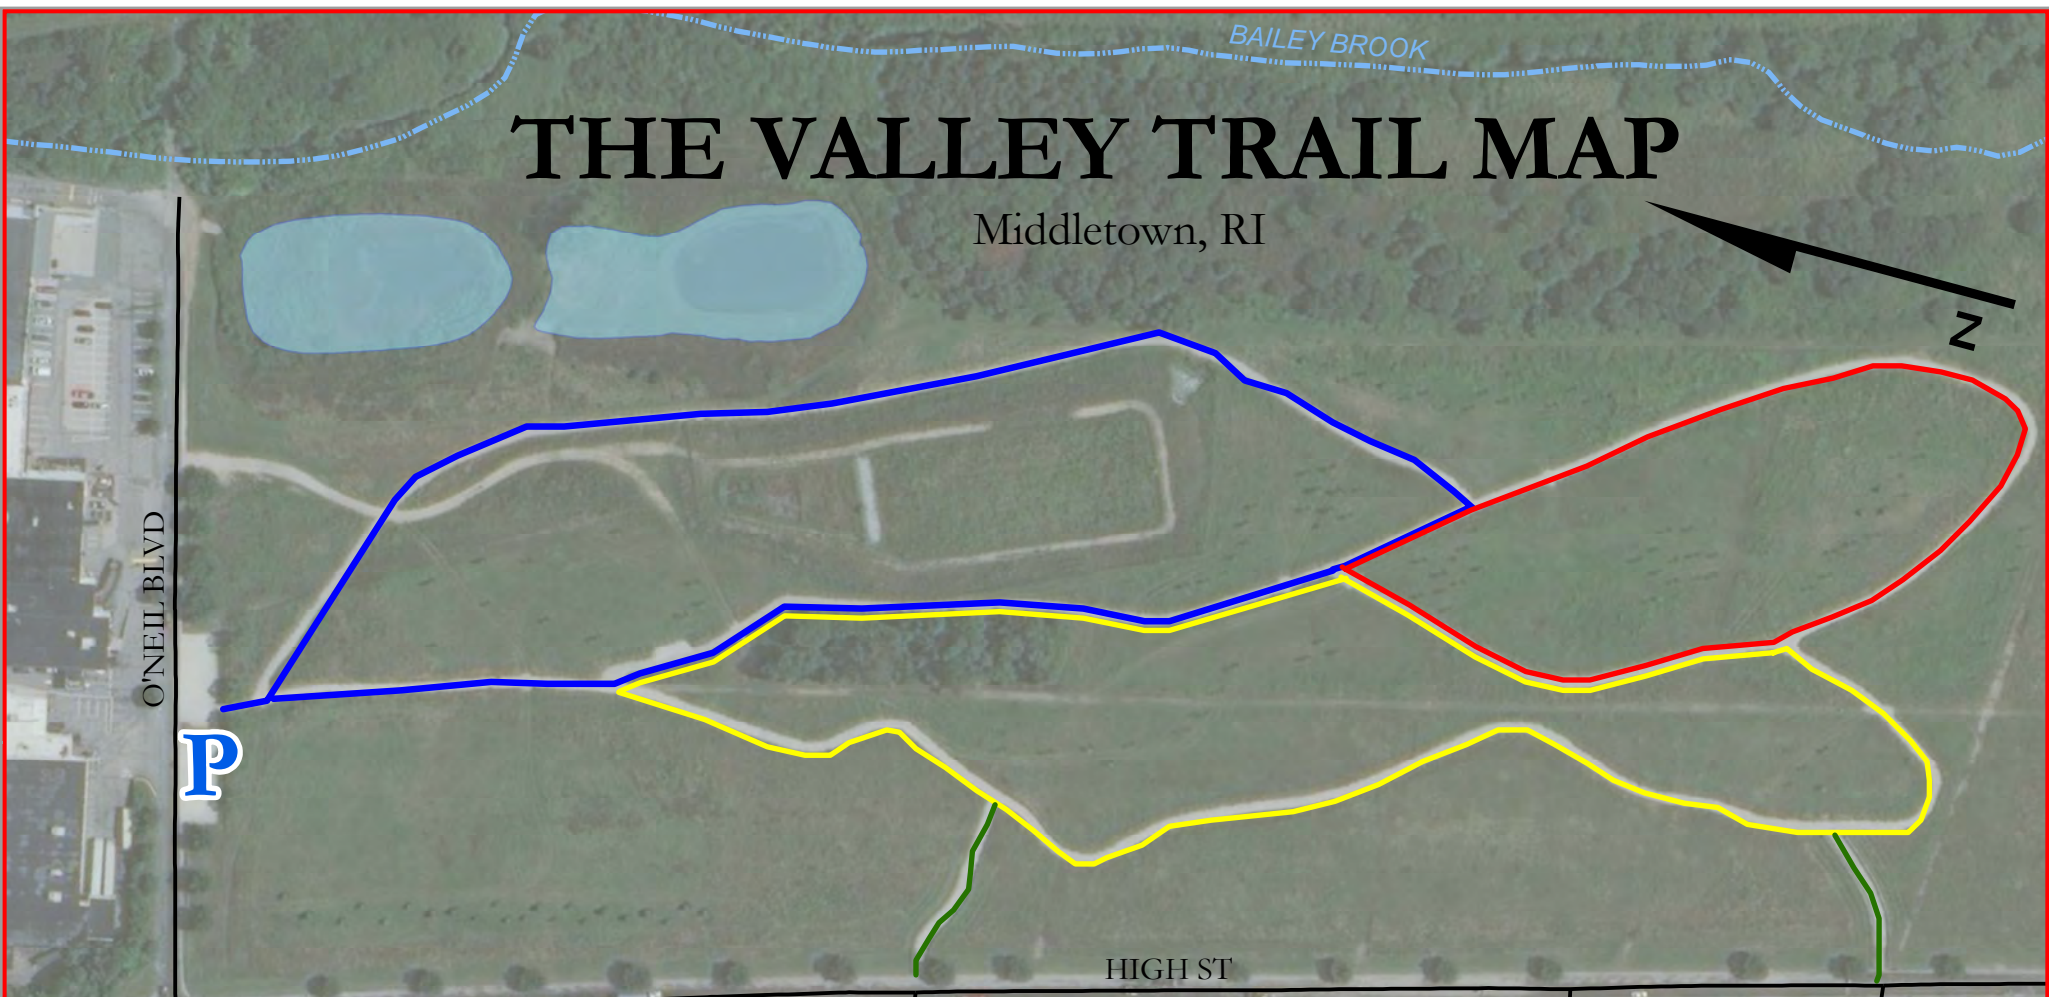 BAILEY BROOK
THE VALLEY TRAIL MAP
Middletown, RI
N
O'NEIL BLVD
P
HIGH ST